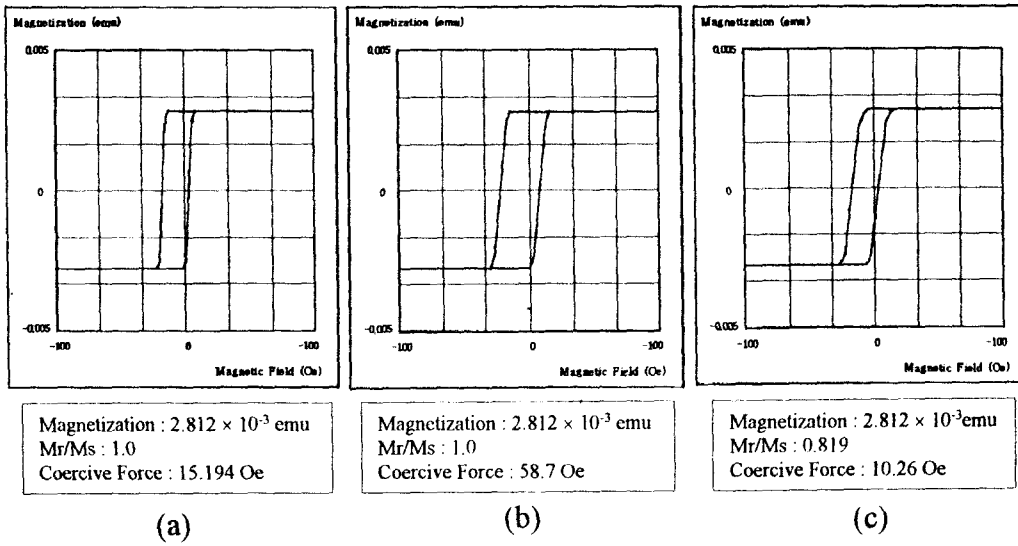 Magnetization (emu)
0.005
0
-0.005
-100
0
-100
Magnetic Field (Oe)
Magnetization : 2.812 × 10⁻³ emu
Mr/Ms : 1.0
Coercive Force : 15.194 Oe
(a)
Magnetization (emu)
0.005
0
-0.005
-100
0
-100
Magnetic Field (Oe)
Magnetization : 2.812 × 10⁻³ emu
Mr/Ms : 1.0
Coercive Force : 58.7 Oe
(b)
Magnetization (emu)
0.005
0
-0.005
-100
0
-100
Magnetic Field (Oe)
Magnetization : 2.812 × 10⁻³emu
Mr/Ms : 0.819
Coercive Force : 10.26 Oe
(c)